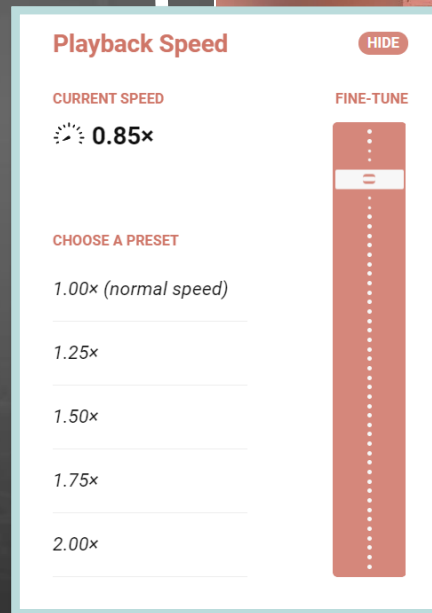 Playback Speed
HIDE
CURRENT SPEED
FINE-TUNE
0.85×
CHOOSE A PRESET
1.00× (normal speed)
1.25×
1.50×
1.75×
2.00×